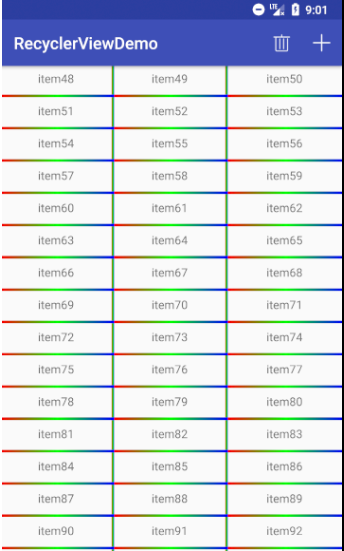 LTE 9:01
RecyclerViewDemo
item48 item49 item50
item51 item52 item53
item54 item55 item56
item57 item58 item59
item60 item61 item62
item63 item64 item65
item66 item67 item68
item69 item70 item71
item72 item73 item74
item75 item76 item77
item78 item79 item80
item81 item82 item83
item84 item85 item86
item87 item88 item89
item90 item91 item92